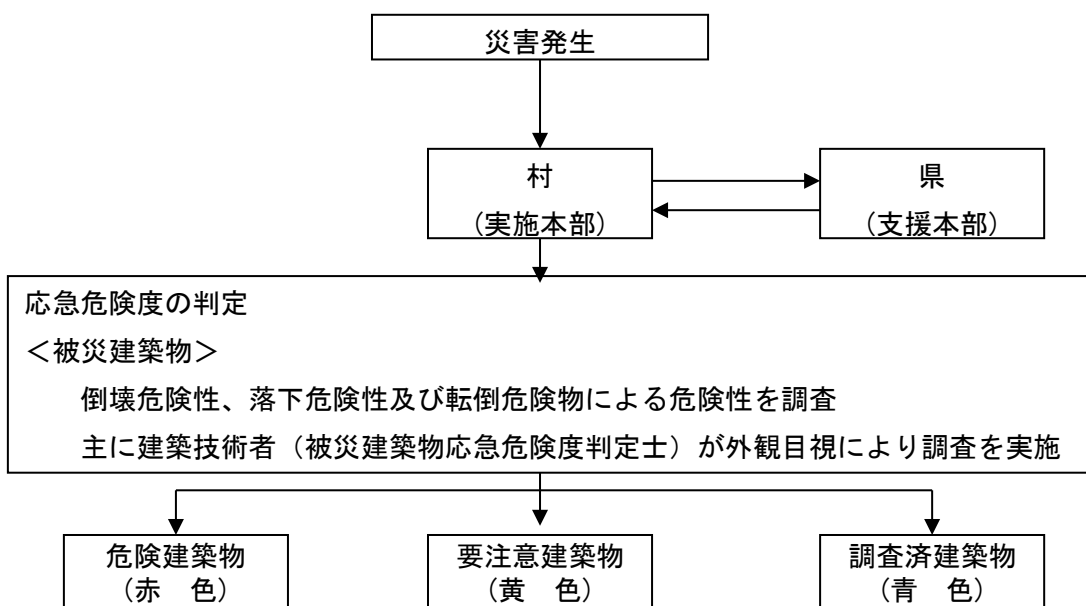 災害発生
村
(実施本部)
県
(支援本部)
応急危険度の判定
＜被災建築物＞
倒壊危険性、落下危険性及び転倒危険物による危険性を調査
主に建築技術者（被災建築物応急危険度判定士）が外観目視により調査を実施
危険建築物
(赤　色)
要注意建築物
(黄　色)
調査済建築物
(青　色)